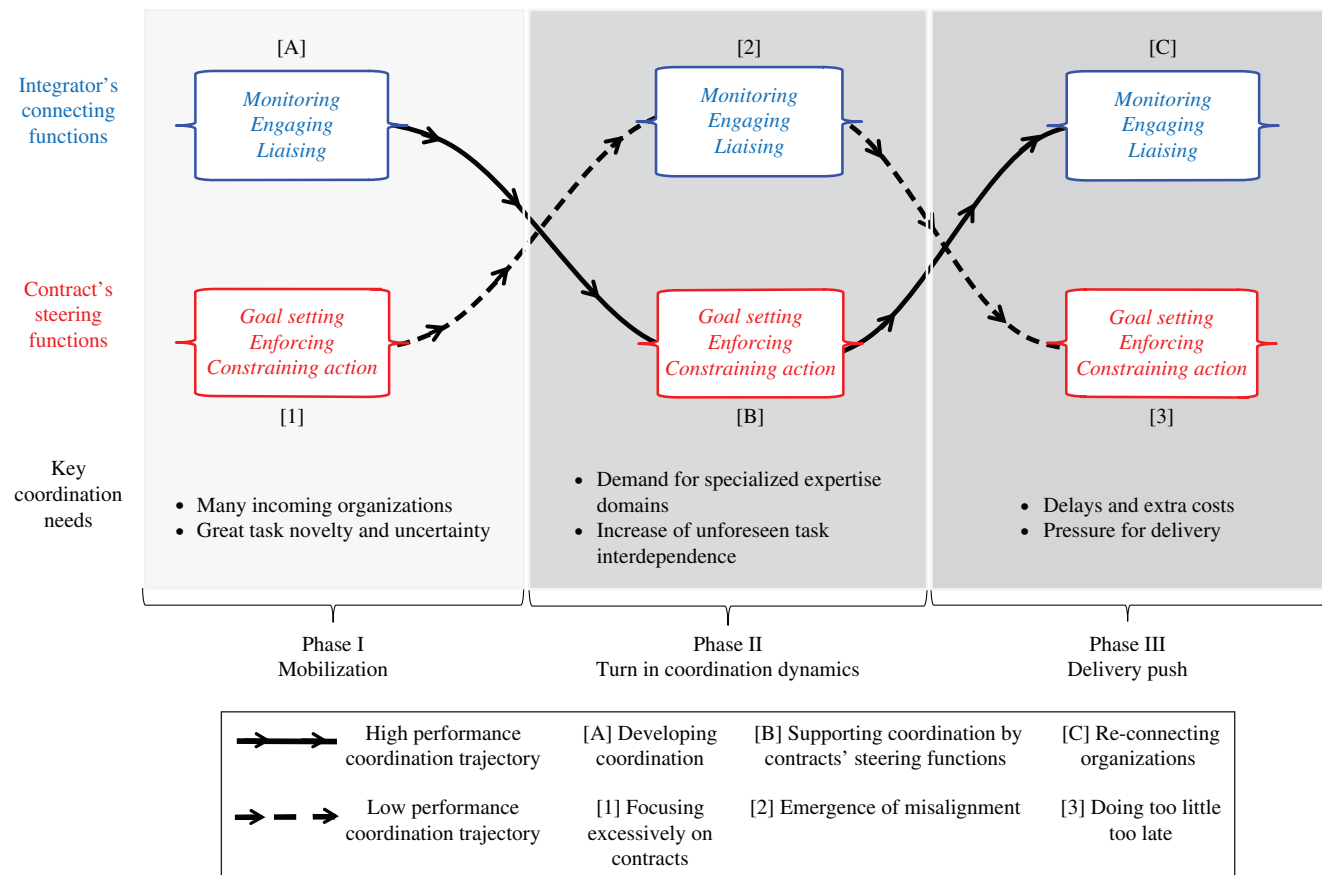 [A]
[2]
[C]
Integrator's
connecting
functions
Monitoring
Engaging
Liaising
Monitoring
Engaging
Liaising
Monitoring
Engaging
Liaising
Contract's
steering
functions
Goal setting
Enforcing
Constraining action
Goal setting
Enforcing
Constraining action
Goal setting
Enforcing
Constraining action
[1]
[B]
[3]
Key
coordination
needs
• Many incoming organizations
• Great task novelty and uncertainty
• Demand for specialized expertise
domains
• Increase of unforeseen task
interdependence
• Delays and extra costs
• Pressure for delivery
Phase I
Mobilization
Phase II
Turn in coordination dynamics
Phase III
Delivery push
High performance
coordination trajectory
[A] Developing
coordination
[B] Supporting coordination by
contracts' steering functions
[C] Re-connecting
organizations
Low performance
coordination trajectory
[1] Focusing
excessively on
contracts
[2] Emergence of misalignment
[3] Doing too little
too late